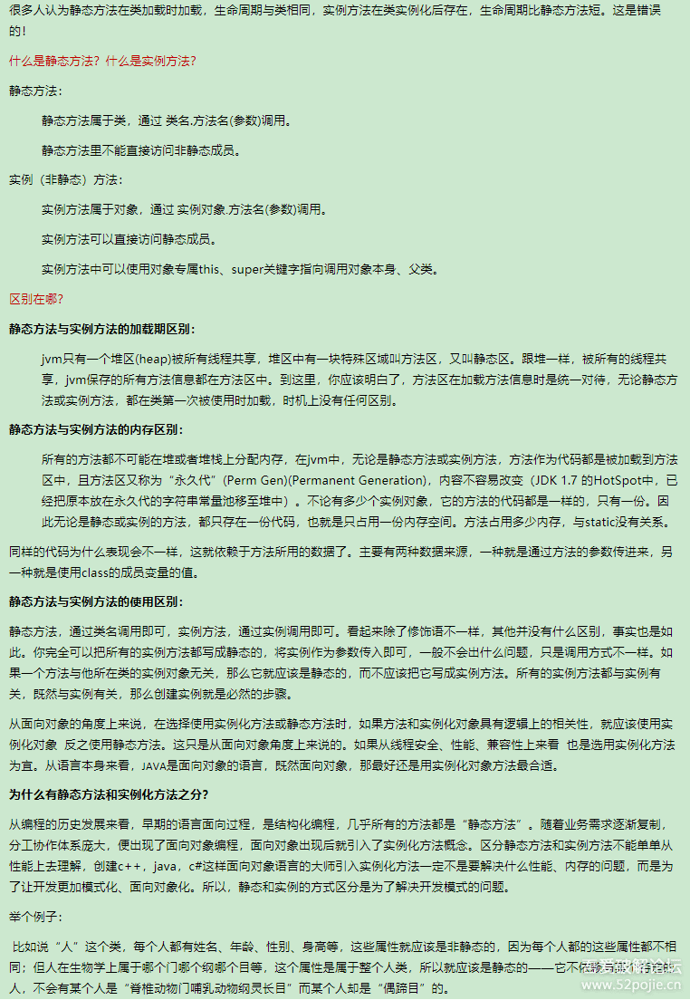 很多人认为静态方法在类加载时加载，生命周期与类相同，实例方法在类实例化后存在，生命周期比静态方法短。这是错误
的！
什么是静态方法？什么是实例方法？
静态方法：
静态方法属于类，通过 类名.方法名(参数)调用。
静态方法里不能直接访问非静态成员。
实例（非静态）方法：
实例方法属于对象，通过 实例对象.方法名(参数)调用。
实例方法可以直接访问静态成员。
实例方法中可以使用对象专属this、super关键字指向调用对象本身、父类。
区别在哪？
静态方法与实例方法的加载期区别：
jvm只有一个堆区(heap)被所有线程共享，堆区中有一块特殊区域叫方法区，又叫静态区。跟堆一样，被所有的线程共
享，jvm保存的所有方法信息都在方法区中。到这里，你应该明白了，方法区在加载方法信息时是统一对待，无论静态方
法或实例方法，都在类第一次被使用时加载，时机上没有任何区别。
静态方法与实例方法的内存区别：
所有的方法都不可能在堆或者堆栈上分配内存，在jvm中，无论是静态方法或实例方法，方法作为代码都是被加载到方法
区中，且方法区又称为“永久代”(Perm Gen)(Permanent Generation)，内容不容易改变（JDK 1.7 的HotSpot中，已
经把原本放在永久代的字符串常量池移至堆中）。不论有多少个实例对象，它的方法的代码都是一样的，只有一份。因
此无论是静态或实例的方法，都只存在一份代码，也就是只占用一份内存空间。方法占用多少内存，与static没有关系。
同样的代码为什么表现会不一样，这就依赖于方法所用的数据了。主要有两种数据来源，一种就是通过方法的参数传进来，另
一种就是使用class的成员变量的值。
静态方法与实例方法的使用区别：
静态方法，通过类名调用即可，实例方法，通过实例调用即可。看起来除了修饰语不一样，其他并没有什么区别，事实也是如
此。你完全可以把所有的实例方法都写成静态的，将实例作为参数传入即可，一般不会出什么问题，只是调用方式不一样。如
果一个方法与他所在类的实例对象无关，那么它就应该是静态的，而不应该把它写成实例方法。所有的实例方法都与实例有
关，既然与实例有关，那么创建实例就是必然的步骤。
从面向对象的角度上来说，在选择使用实例化方法或静态方法时，如果方法和实例化对象具有逻辑上的相关性，就应该使用实
例化对象 反之使用静态方法。这只是从面向对象角度上来说的。如果从线程安全、性能、兼容性上来看 也是选用实例化方法
为宜。从语言本身来看，JAVA是面向对象的语言，既然面向对象，那最好还是用实例化对象方法最合适。
为什么有静态方法和实例化方法之分？
从编程的历史发展来看，早期的语言面向过程，是结构化编程，几乎所有的方法都是“静态方法”。随着业务需求逐渐复制，
分工协作体系庞大，便出现了面向对象编程，面向对象出现后就引入了实例化方法概念。区分静态方法和实例方法不能单单从
性能上去理解，创建c++，java，c#这样面向对象语言的大师引入实例化方法一定不是要解决什么性能、内存的问题，而是为
了让开发更加模式化、面向对象化。所以，静态和实例的方式区分是为了解决开发模式的问题。
举个例子：
比如说“人”这个类，每个人都有姓名、年龄、性别、身高等，这些属性就应该是非静态的，因为每个人都的这些属性都不相
同；但人在生物学上属于哪个门哪个纲哪个目等，这个属性是属于整个人类，所以就应该是静态的——它不依
人，不会有某个人是“脊椎动物门哺乳动物纲灵长目”而某个人却是“偶蹄目”的。
吾爱破解论坛
www.52pojie.cn